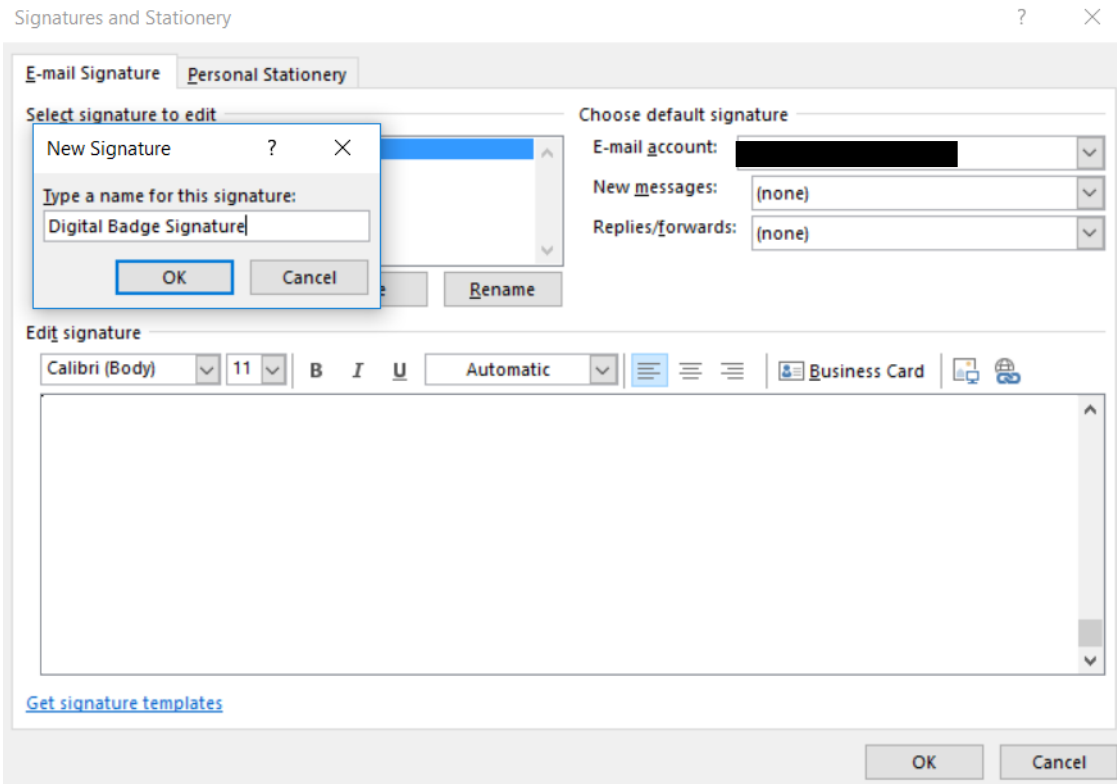 Signatures and Stationery
E-mail Signature
Personal Stationery
Select signature to edit
New Signature
Type a name for this signature:
Digital Badge Signature
OK
Cancel
Rename
Choose default signature
E-mail account:
New messages:
(none)
Replies/forwards:
(none)
Edit signature
Calibri (Body)
11
B
I
U
Automatic
Business Card
Get signature templates
OK
Cancel